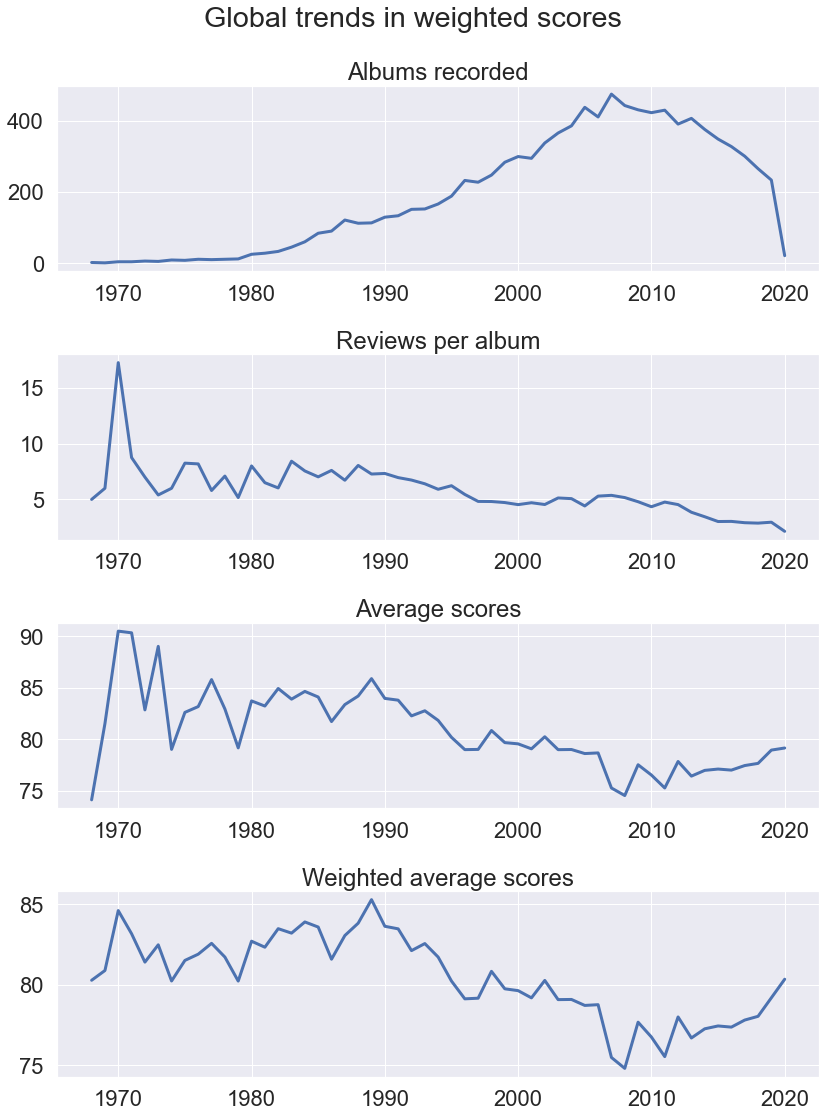 Global trends in weighted scores
Albums recorded
400
200
0
1970 1980 1990 2000 2010 2020
Reviews per album
15
10
5
1970 1980 1990 2000 2010 2020
Average scores
90
85
80
75
1970 1980 1990 2000 2010 2020
Weighted average scores
85
80
75
1970 1980 1990 2000 2010 2020